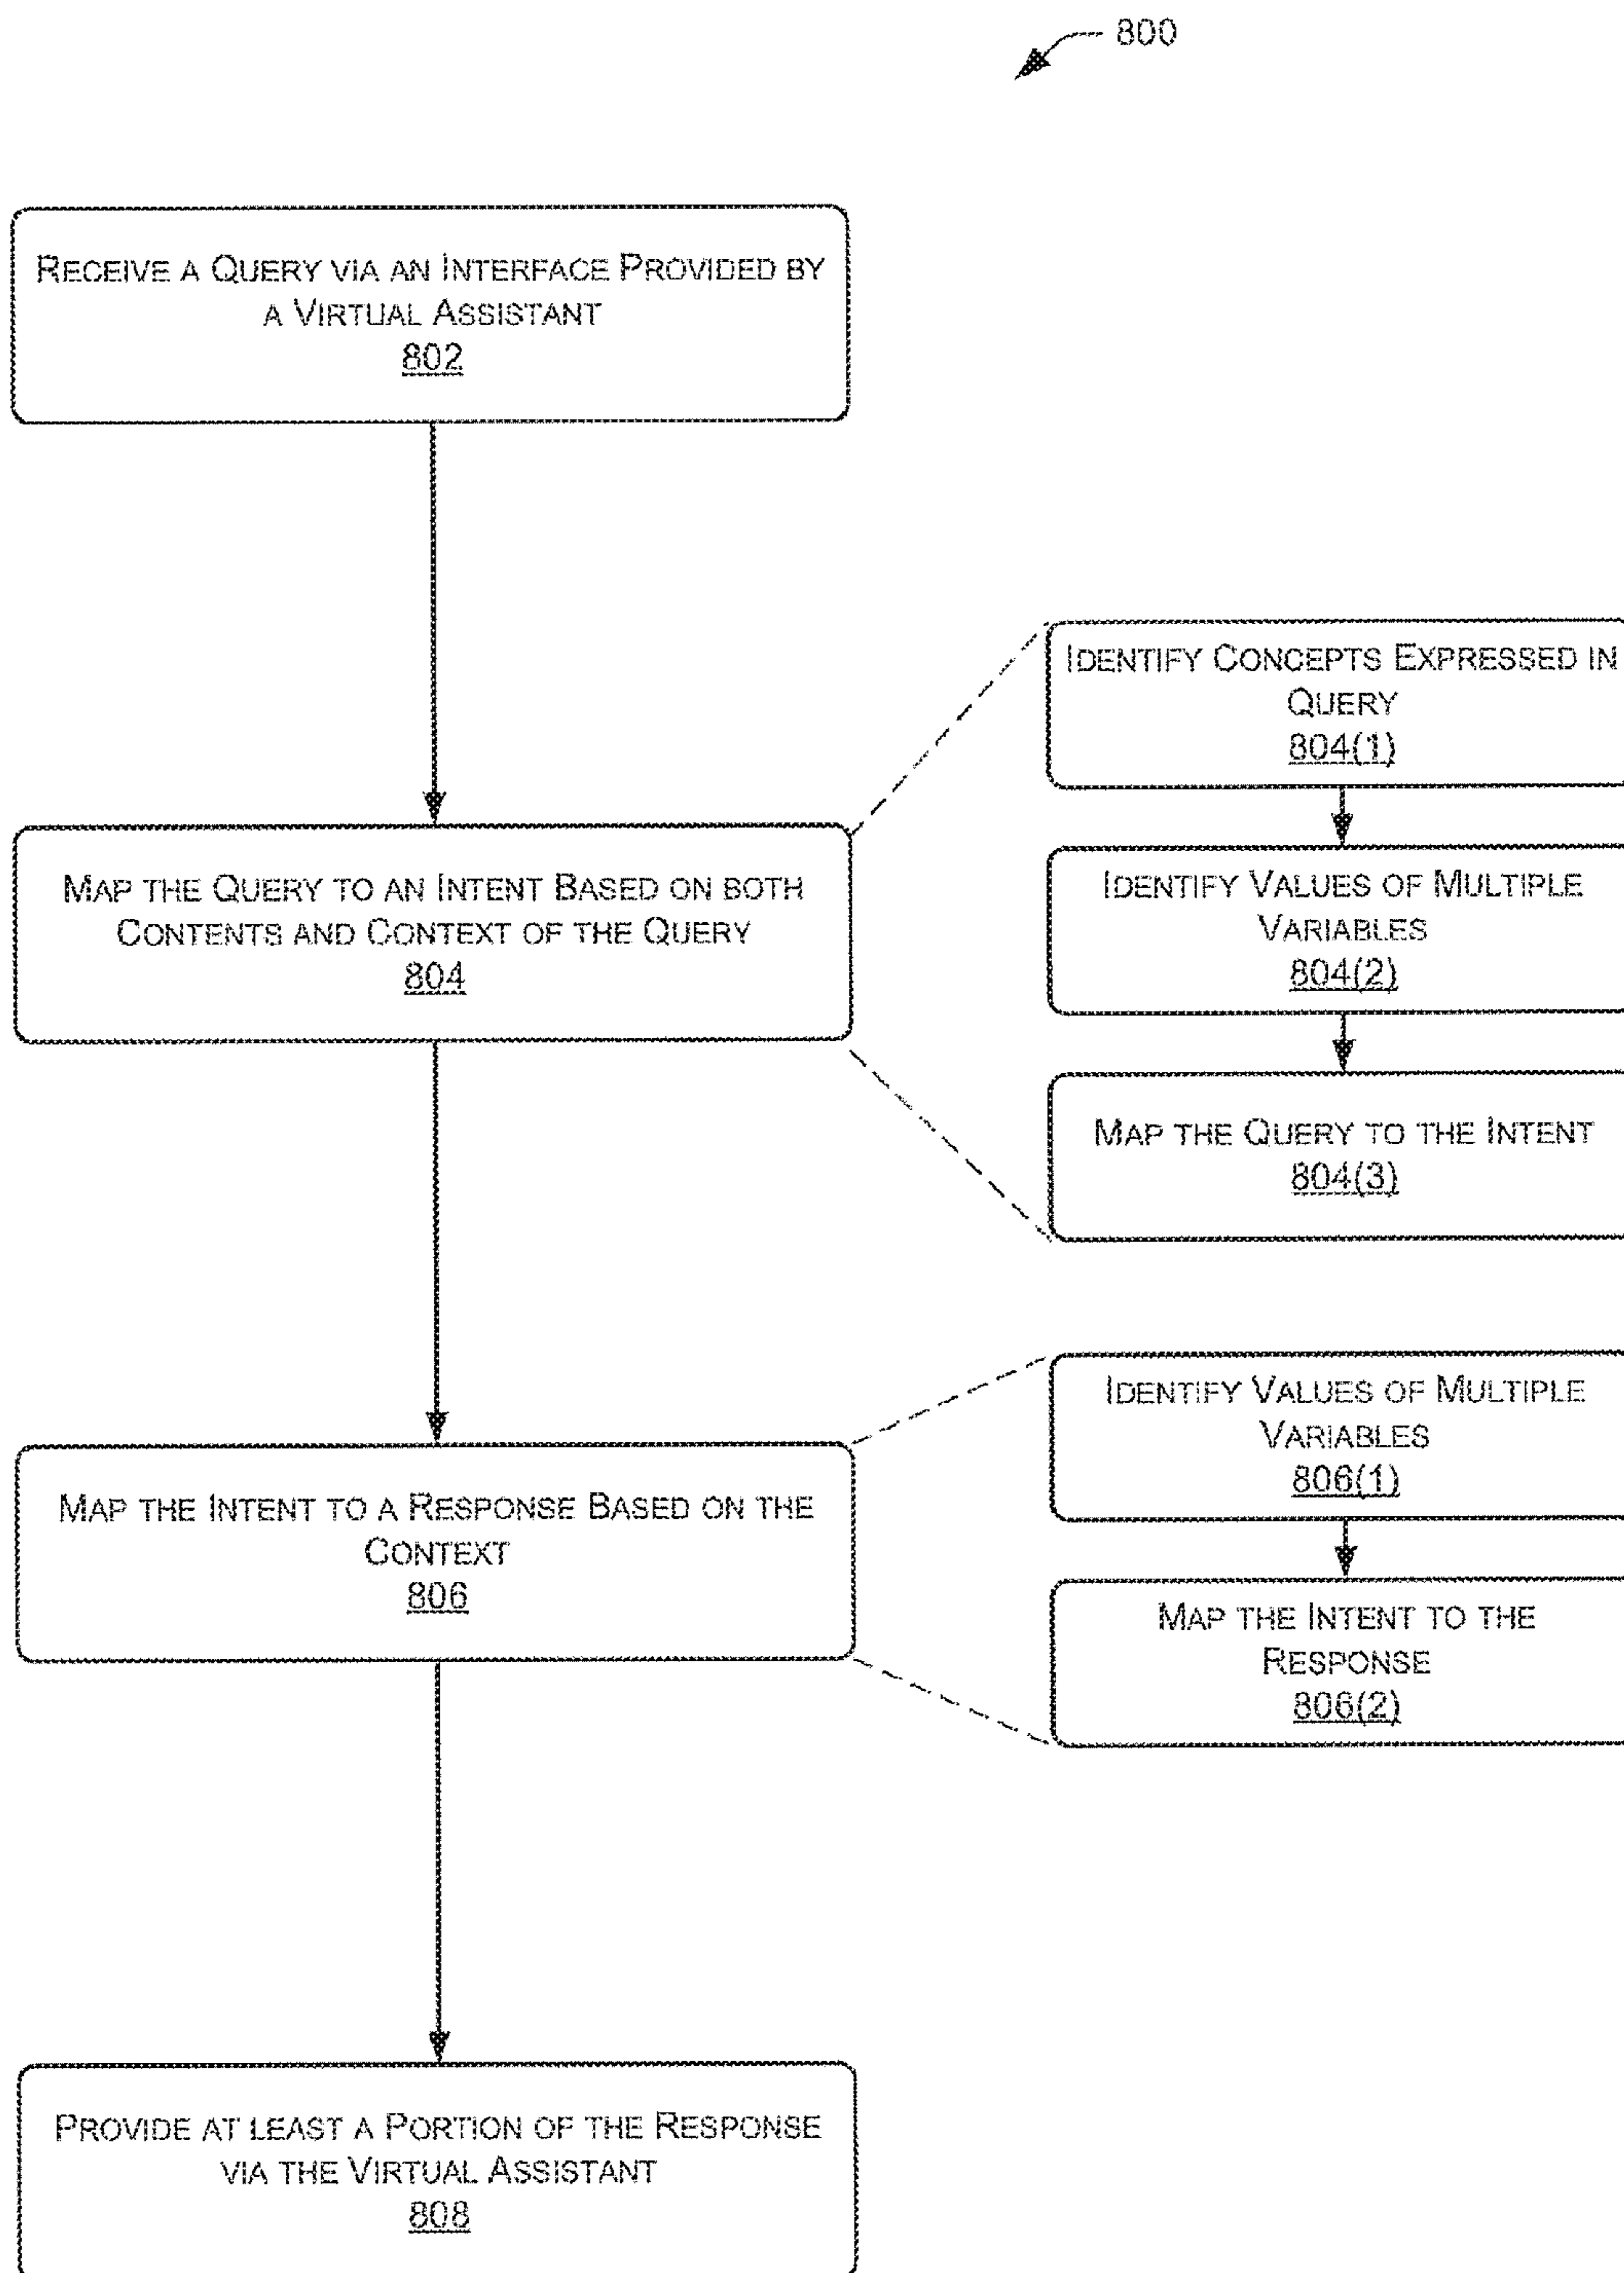 800
RECEIVE A QUERY VIA AN INTERFACE PROVIDED BY
A VIRTUAL ASSISTANT
802
MAP THE QUERY TO AN INTENT BASED ON BOTH
CONTENTS AND CONTEXT OF THE QUERY
804
IDENTIFY CONCEPTS EXPRESSED IN
QUERY
804(1)
IDENTIFY VALUES OF MULTIPLE
VARIABLES
804(2)
MAP THE QUERY TO THE INTENT
804(3)
MAP THE INTENT TO A RESPONSE BASED ON THE
CONTEXT
806
IDENTIFY VALUES OF MULTIPLE
VARIABLES
806(1)
MAP THE INTENT TO THE
RESPONSE
806(2)
PROVIDE AT LEAST A PORTION OF THE RESPONSE
VIA THE VIRTUAL ASSISTANT
808